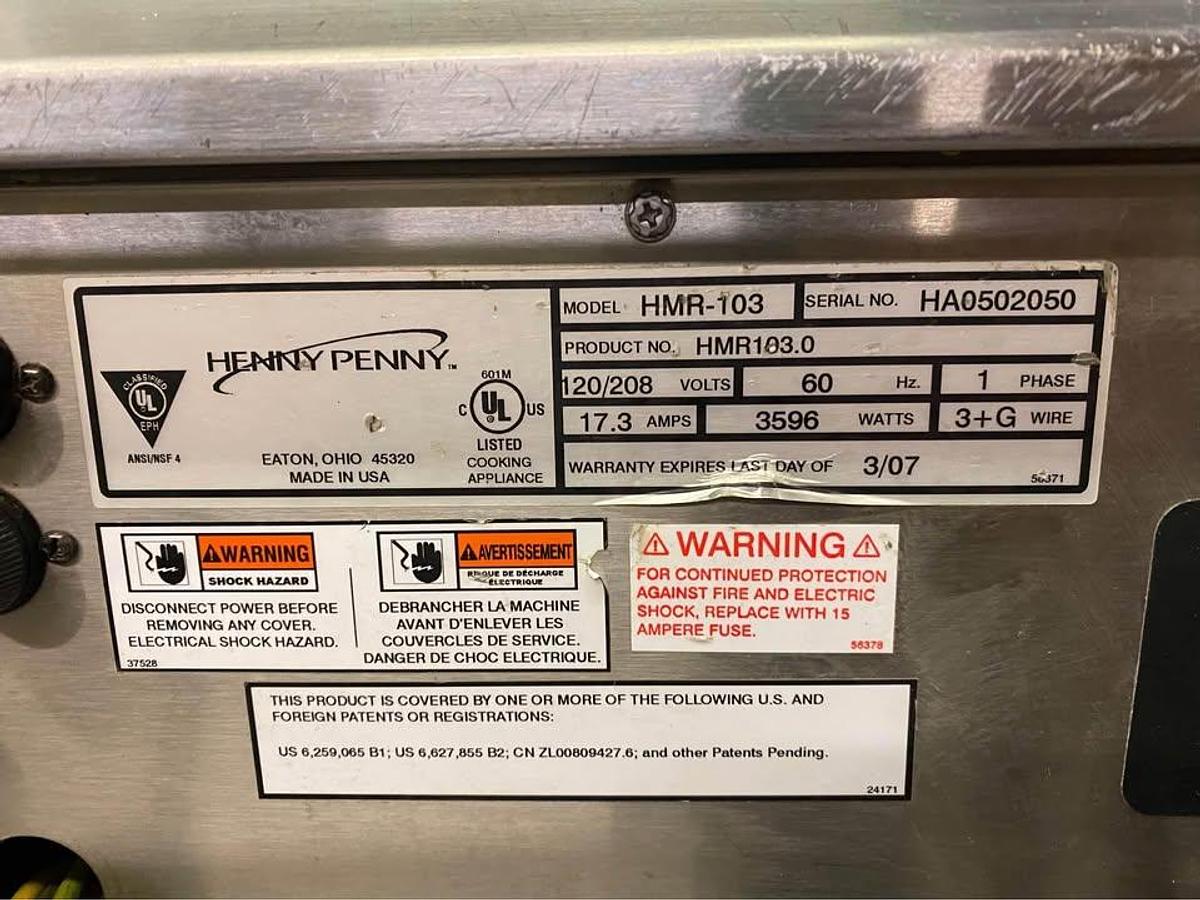 MODEL HMR-103 SERIAL NO. HA0502050
PRODUCT NO. HMR103.0
120/208 VOLTS 60 Hz. 1 PHASE
17.3 AMPS 3596 WATTS 3+G WIRE
WARRANTY EXPIRES LAST DAY OF 3/07
56371
HENNY PENNY™
CLASSIFIED
UL
EPH
ANSI/NSF 4
EATON, OHIO 45320
MADE IN USA
601M
C UL US
LISTED
COOKING
APPLIANCE
WARNING
SHOCK HAZARD
DISCONNECT POWER BEFORE
REMOVING ANY COVER.
ELECTRICAL SHOCK HAZARD.
37528
AVERTISSEMENT
RISQUE DE DÉCHARGE
ÉLECTRIQUE
DEBRANCHER LA MACHINE
AVANT D'ENLEVER LES
COUVERCLES DE SERVICE.
DANGER DE CHOC ELECTRIQUE.
WARNING
FOR CONTINUED PROTECTION
AGAINST FIRE AND ELECTRIC
SHOCK, REPLACE WITH 15
AMPERE FUSE.
56378
THIS PRODUCT IS COVERED BY ONE OR MORE OF THE FOLLOWING U.S. AND
FOREIGN PATENTS OR REGISTRATIONS:
US 6,259,065 B1; US 6,627,855 B2; CN ZL00809427.6; and other Patents Pending.
24171